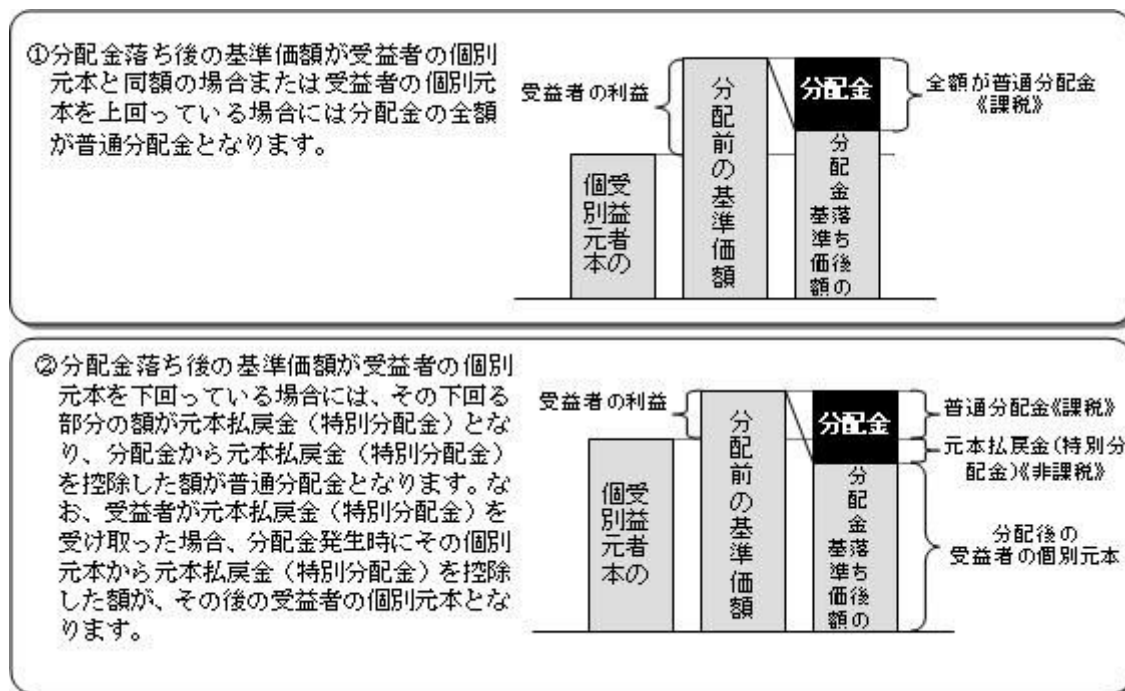 ①分配金落ち後の基準価額が受益者の個別
元本と同額の場合または受益者の個別元
本を上回っている場合には分配金の全額
が普通分配金となります。
受益者の利益
受益者の
個別元本
分配前の基準価額
分配金
分配金落ち後の
基準価額
全額が普通分配金
《課税》
②分配金落ち後の基準価額が受益者の個別
元本を下回っている場合には、その下回る
部分の額が元本払戻金（特別分配金）とな
り、分配金から元本払戻金（特別分配金）
を控除した額が普通分配金となります。な
お、受益者が元本払戻金（特別分配金）を
受け取った場合、分配金発生時にその個別
元本から元本払戻金（特別分配金）を控除
した額が、その後の受益者の個別元本とな
ります。
受益者の利益
受益者の
個別元本
分配前の基準価額
分配金
分配金落ち後の
基準価額
普通分配金《課税》
元本払戻金(特別分
配金)《非課税》
分配後の
受益者の個別元本